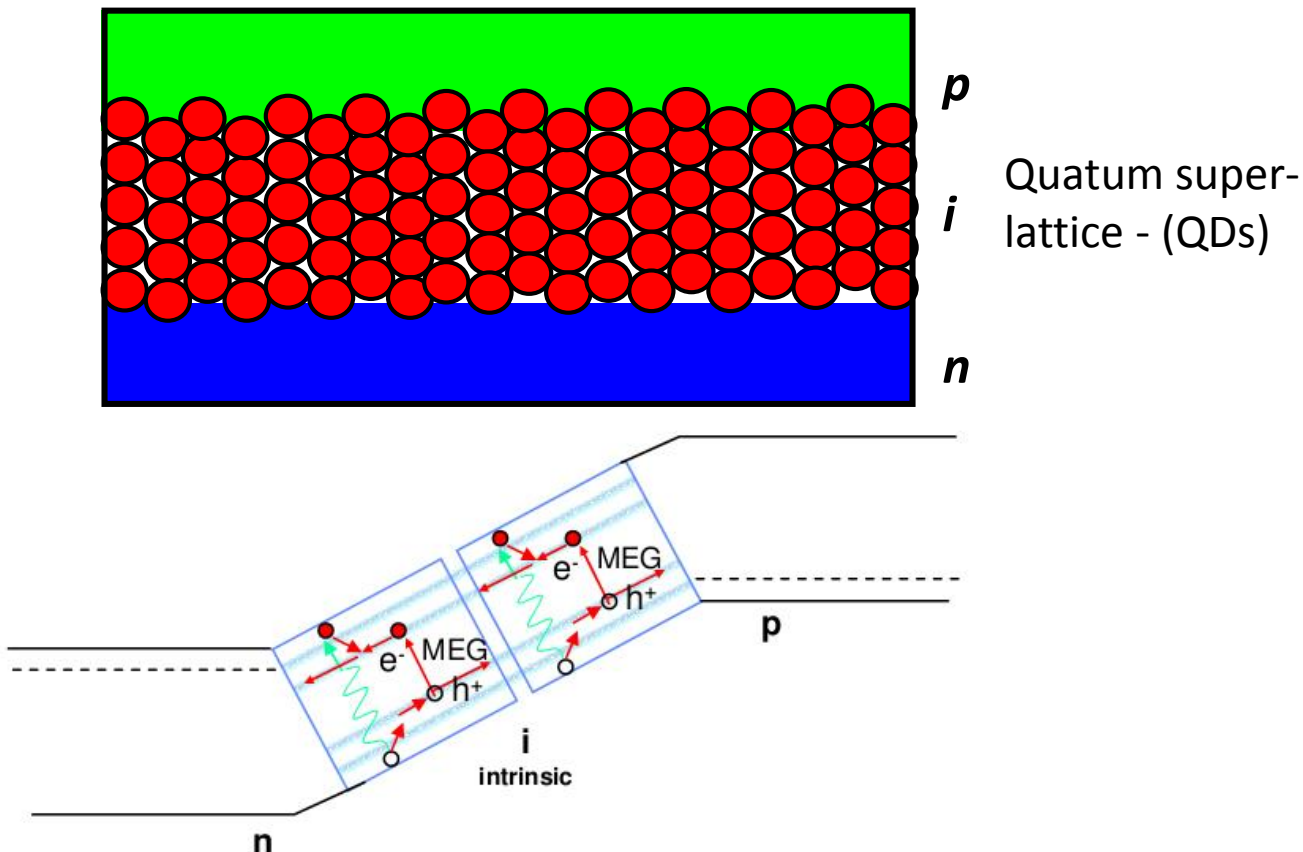 p
Quatum super-
i
lattice - (QDs)
n
MEG
e-
h+
MEG
p
e-
h+
i
intrinsic
n